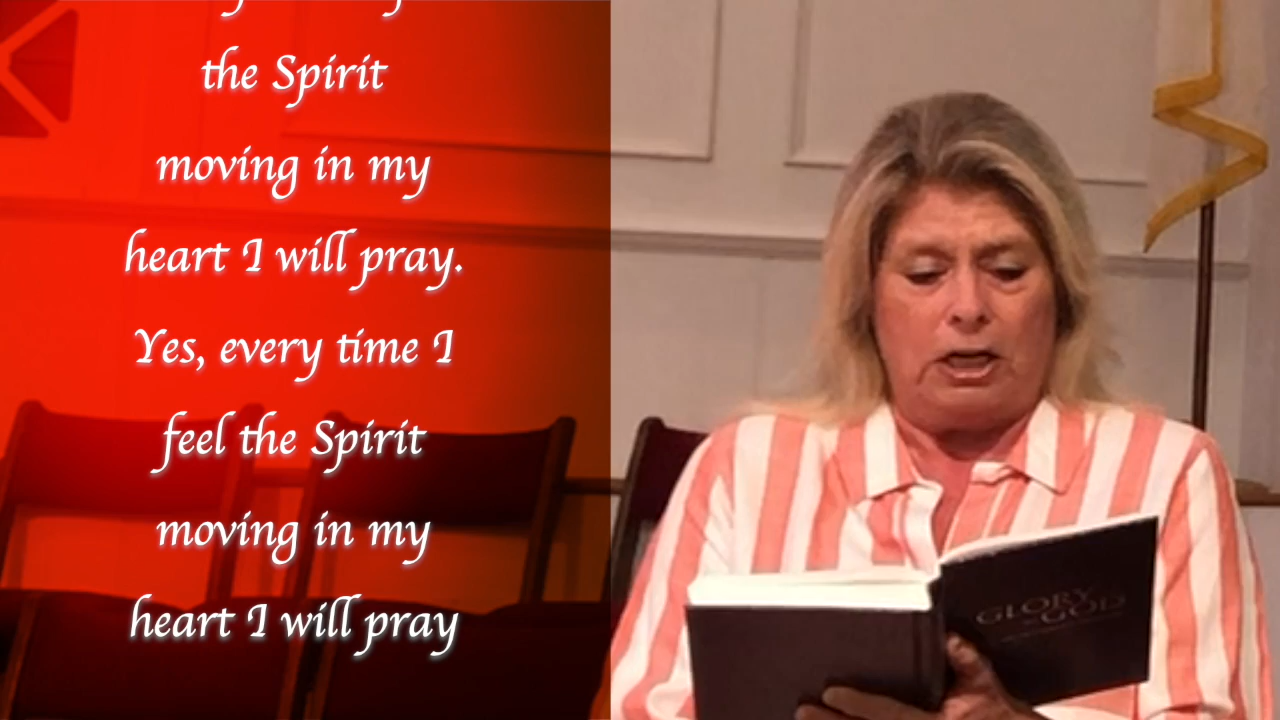 the Spirit
moving in my
heart I will pray.
Yes, every time I
feel the Spirit
moving in my
heart I will pray
GLORY
GOD